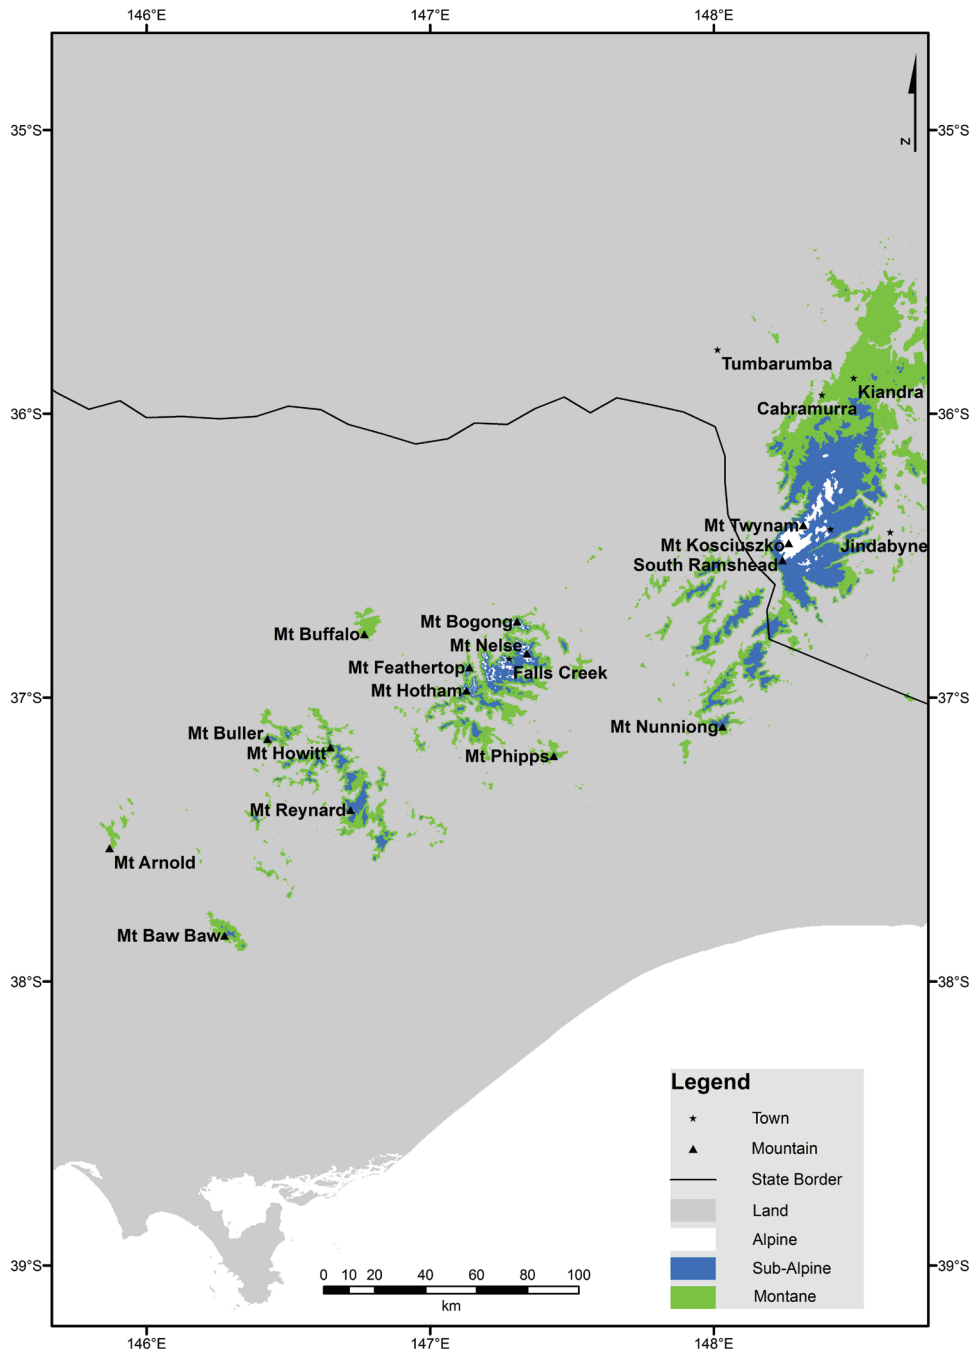 146°E 147°E 148°E
35°S 35°S
N
Tumbarumba
Kiandra
Cabramurra
36°S 36°S
Mt Twynam
Mt Kosciuszko Jindabyne
South Ramshead
Mt Bogong
Mt Buffalo
Mt Nelse
Mt Feathertop Falls Creek
Mt Hotham
37°S 37°S
Mt Nunniong
Mt Buller
Mt Howitt
Mt Phipps
Mt Reynard
Mt Arnold
Mt Baw Baw
38°S 38°S
Legend
Town
Mountain
State Border
Land
Alpine
Sub-Alpine
Montane
39°S 39°S
0 10 20 40 60 80 100
km
146°E 147°E 148°E